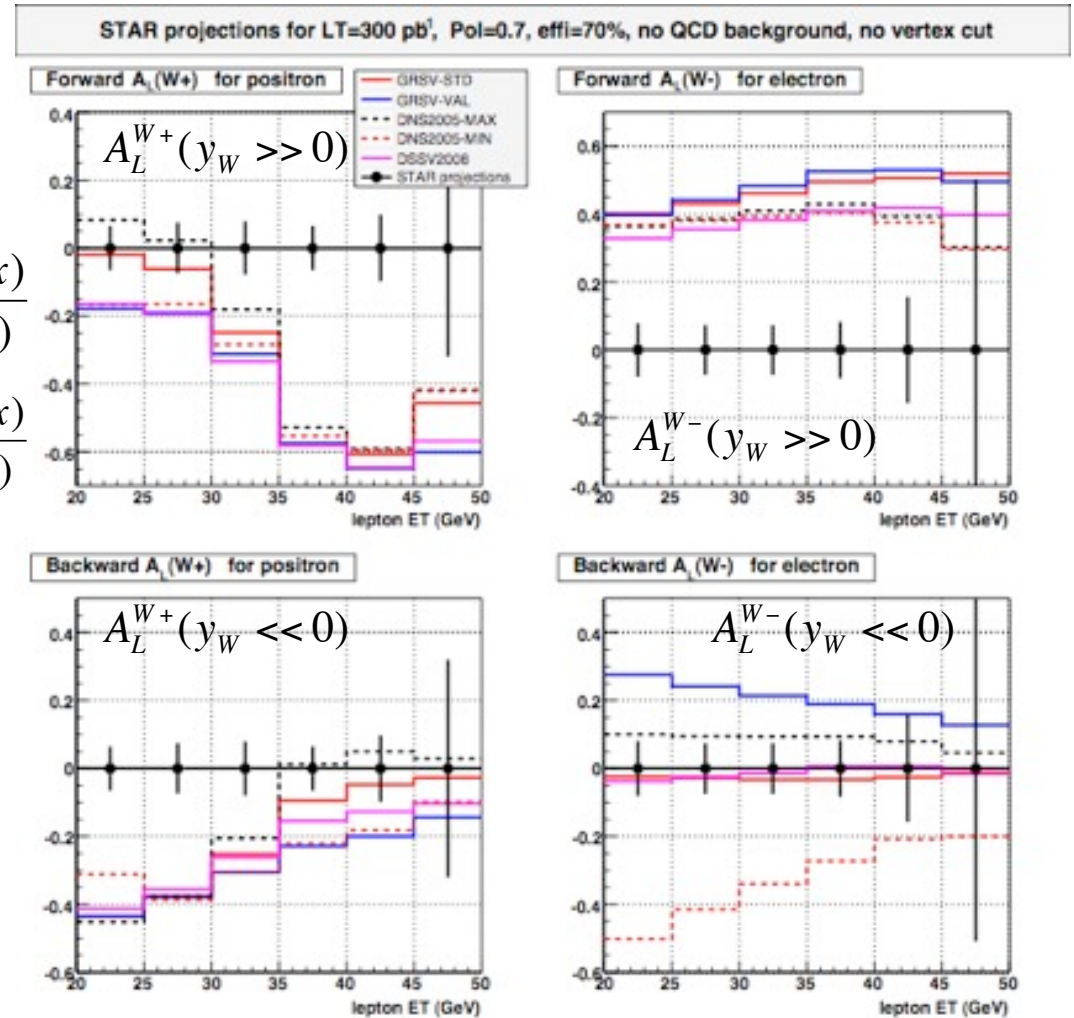 STAR projections for LT=300 pb¹, Pol=0.7, effi=70%, no QCD background, no vertex cut
Forward A_L(W+) for positron
GRSV-STD
GRSV-VAL
DNS2005-MAX
DNS2005-MIN
DSSV2008
STAR projections
A_L^{W+}(y_W >> 0)
0.4
0.2
0
-0.2
-0.4
-0.6
20 25 30 35 40 45 50
lepton ET (GeV)
Forward A_L(W-) for electron
0.6
0.4
0.2
0
-0.2
-0.4
A_L^{W-}(y_W >> 0)
20 25 30 35 40 45 50
lepton ET (GeV)
x)
)
x)
)
Backward A_L(W+) for positron
A_L^{W+}(y_W << 0)
0.4
0.2
0
-0.2
-0.4
-0.6
20 25 30 35 40 45 50
lepton ET (GeV)
Backward A_L(W-) for electron
A_L^{W-}(y_W << 0)
0.4
0.2
0
-0.2
-0.4
-0.6
20 25 30 35 40 45 50
lepton ET (GeV)